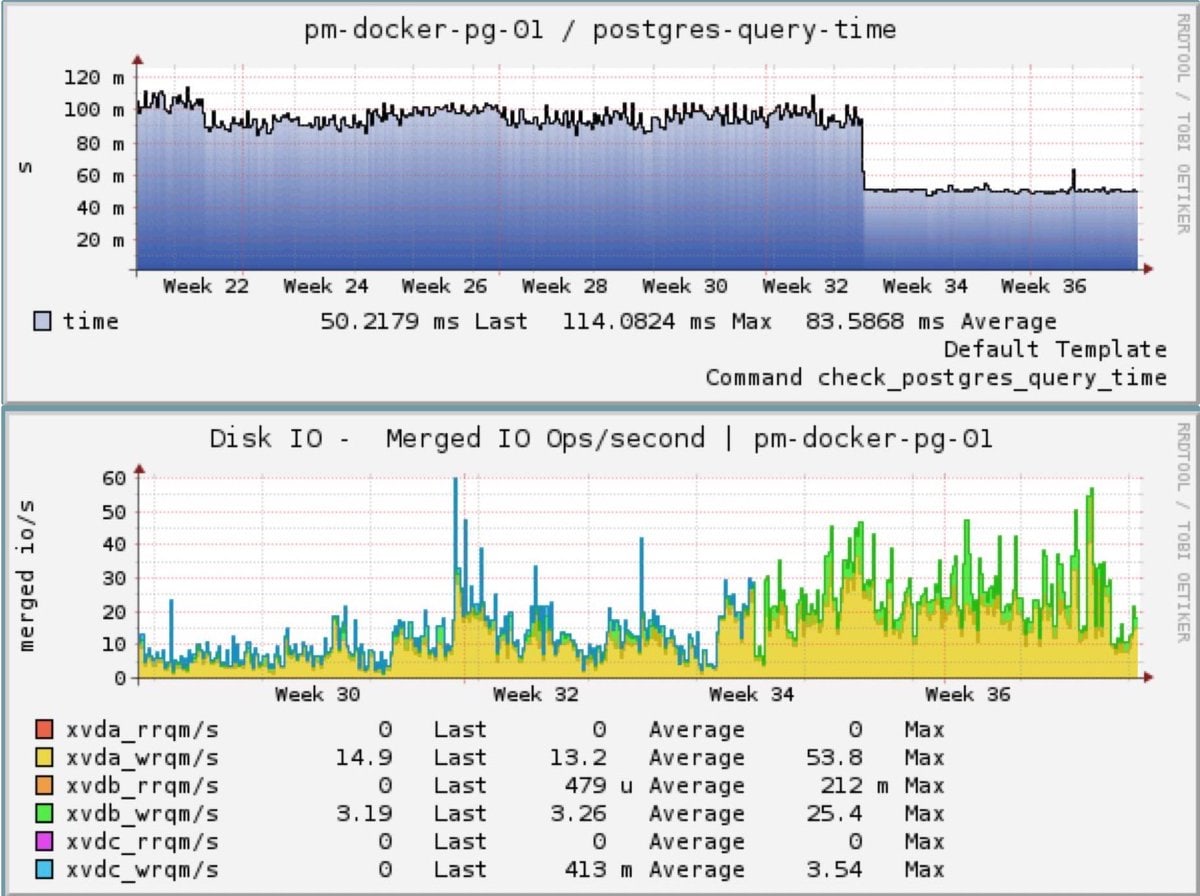 pm-docker-pg-01 / postgres-query-time
RRDTOOL / TOBI OETIKER
120 m
100 m
80 m
60 m
40 m
20 m
s
Week 22 Week 24 Week 26 Week 28 Week 30 Week 32 Week 34 Week 36
time 50.2179 ms Last 114.0824 ms Max 83.5868 ms Average
Default Template
Command check_postgres_query_time
Disk IO - Merged IO Ops/second | pm-docker-pg-01
RRDTOOL / TOBI OETIKER
60
50
40
30
20
10
0
merged io/s
Week 30 Week 32 Week 34 Week 36
xvda_rrqm/s 0 Last 0 Average 0 Max
xvda_wrqm/s 14.9 Last 13.2 Average 53.8 Max
xvdb_rrqm/s 0 Last 479 u Average 212 m Max
xvdb_wrqm/s 3.19 Last 3.26 Average 25.4 Max
xvdc_rrqm/s 0 Last 0 Average 0 Max
xvdc_wrqm/s 0 Last 413 m Average 3.54 Max